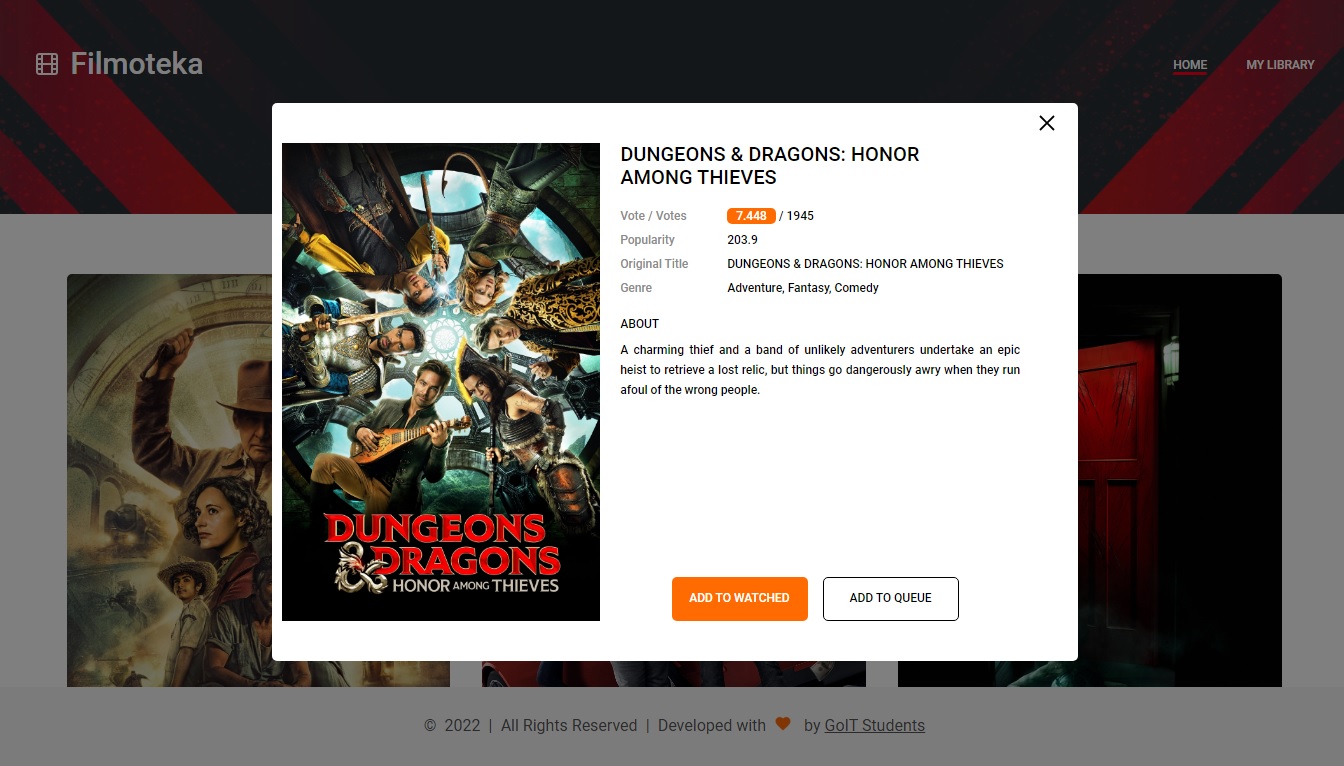 Filmoteka
HOME
MY LIBRARY
DUNGEONS & DRAGONS: HONOR
AMONG THIEVES
Vote / Votes
7.448 / 1945
Popularity
203.9
Original Title
DUNGEONS & DRAGONS: HONOR AMONG THIEVES
Genre
Adventure, Fantasy, Comedy
ABOUT
A charming thief and a band of unlikely adventurers undertake an epic
heist to retrieve a lost relic, but things go dangerously awry when they run
afoul of the wrong people.
DUNGEONS
& DRAGONS
HONOR AMONG THIEVES
ADD TO WATCHED
ADD TO QUEUE
© 2022 | All Rights Reserved | Developed with 🧡 by GoIT Students